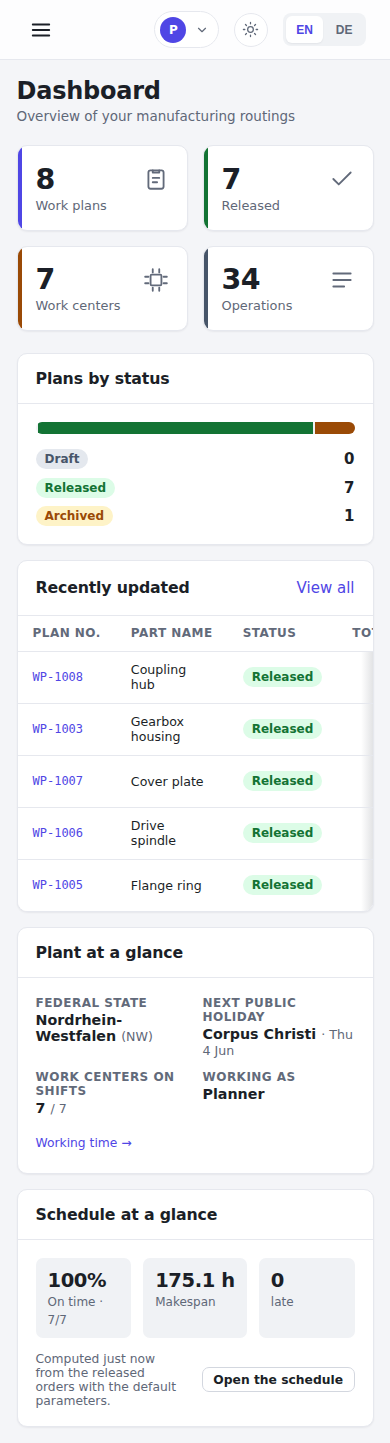 P
EN DE
Dashboard
Overview of your manufacturing routings
8
Work plans
7
Released
7
Work centers
34
Operations
Plans by status
Draft 0
Released 7
Archived 1
Recently updated View all
PLAN NO. PART NAME STATUS
WP-1008 Coupling
hub Released
WP-1003 Gearbox
housing Released
WP-1007 Cover plate Released
WP-1006 Drive
spindle Released
WP-1005 Flange ring Released
Plant at a glance
FEDERAL STATE
Nordrhein-
Westfalen (NW)
NEXT PUBLIC
HOLIDAY
Corpus Christi · Thu
4 Jun
WORK CENTERS ON
SHIFTS
7 / 7
WORKING AS
Planner
Working time →
Schedule at a glance
100%
On time ·
7/7
175.1 h
Makespan
0
late
Computed just now
from the released
orders with the default
parameters.
Open the schedule